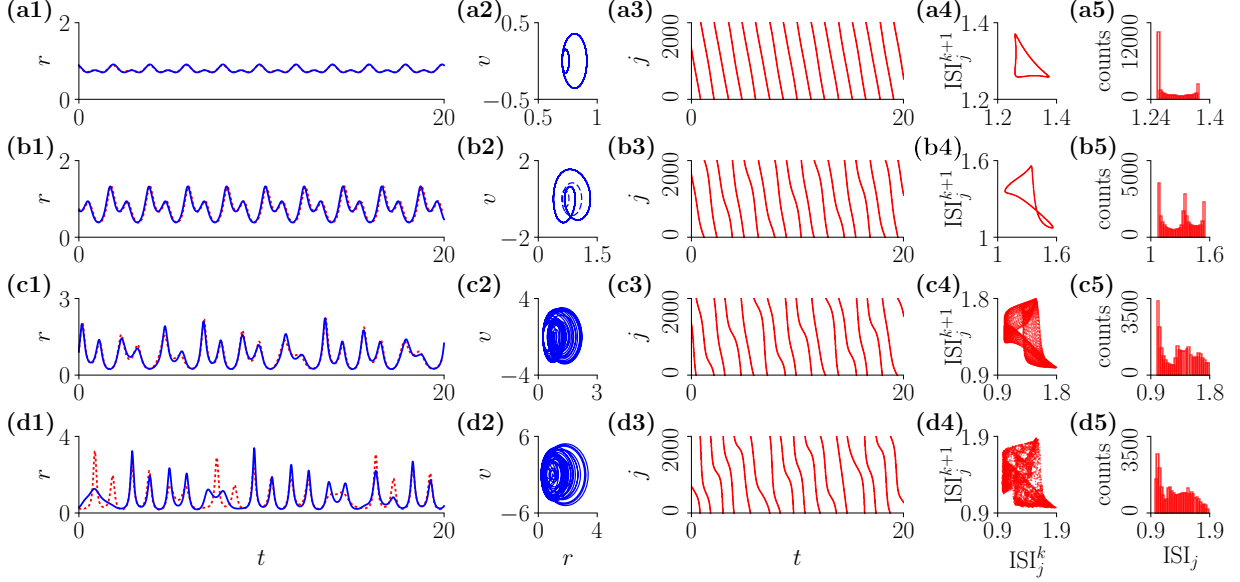 (a1) (a2) (a3) (a4) (a5)
r 2 0 0 20
v 0.5 −0.5 0.5 1
j 2000 0 0 20
ISI_j^{k+1} 1.4 1.2 1.2 1.4
counts 12000 0 1.24 1.4
(b1) (b2) (b3) (b4) (b5)
r 2 0 0 20
v 2 −2 0 1.5
j 2000 0 0 20
ISI_j^{k+1} 1.6 1 1 1.6
counts 5000 0 1 1.6
(c1) (c2) (c3) (c4) (c5)
r 3 0 0 20
v 4 −4 0 3
j 2000 0 0 20
ISI_j^{k+1} 1.8 0.9 0.9 1.8
counts 3500 0 0.9 1.8
(d1) (d2) (d3) (d4) (d5)
r 4 0 0 20
v 6 −6 0 4
j 2000 0 0 20
ISI_j^{k+1} 1.9 0.9 0.9 1.9
counts 3500 0 0.9 1.9
t r t ISI_j^k ISI_j